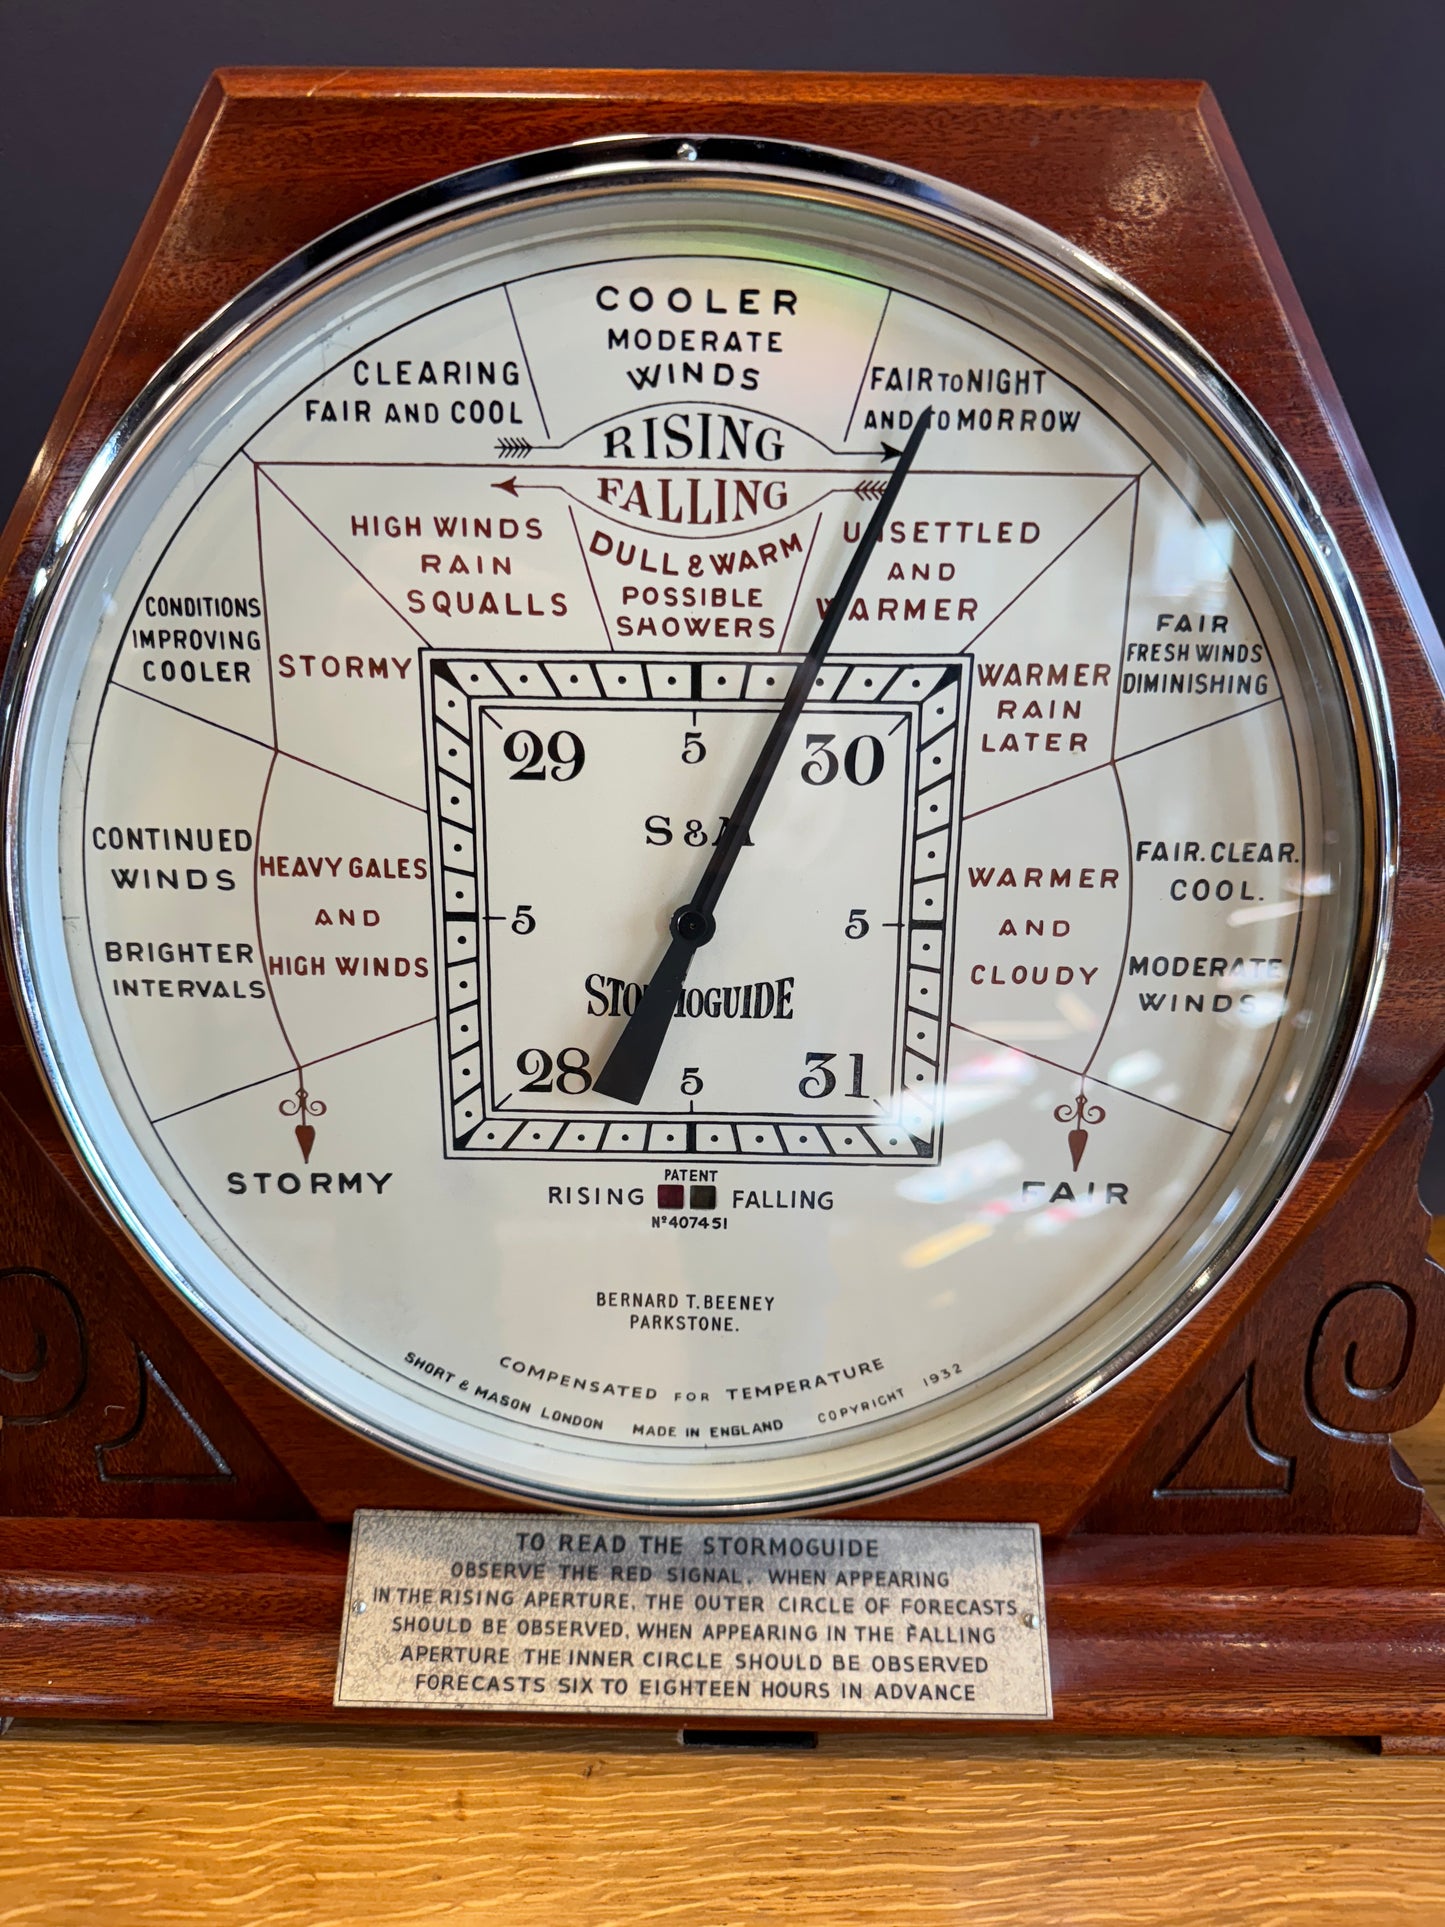 COOLER
MODERATE
WINDS
CLEARING
FAIR AND COOL
FAIR TO NIGHT
AND TO MORROW
RISING
FALLING
HIGH WINDS
RAIN
SQUALLS
DULL & WARM
POSSIBLE
SHOWERS
UNSETTLED
AND
WARMER
CONDITIONS
IMPROVING
COOLER
STORMY
WARMER
RAIN
LATER
FAIR
FRESH WINDS
DIMINISHING
29
5
30
S & M
CONTINUED
WINDS
BRIGHTER
INTERVALS
HEAVY GALES
AND
HIGH WINDS
5
5
WARMER
AND
CLOUDY
FAIR. CLEAR.
COOL.
MODERATE
WINDS
STORMOGUIDE
28
5
31
STORMY
FAIR
PATENT
RISING FALLING
Nº 407451
BERNARD T. BEENEY
PARKSTONE.
COMPENSATED FOR TEMPERATURE
SHORT & MASON LONDON MADE IN ENGLAND COPYRIGHT 1932
TO READ THE STORMOGUIDE
OBSERVE THE RED SIGNAL. WHEN APPEARING
IN THE RISING APERTURE, THE OUTER CIRCLE OF FORECASTS
SHOULD BE OBSERVED, WHEN APPEARING IN THE FALLING
APERTURE THE INNER CIRCLE SHOULD BE OBSERVED
FORECASTS SIX TO EIGHTEEN HOURS IN ADVANCE